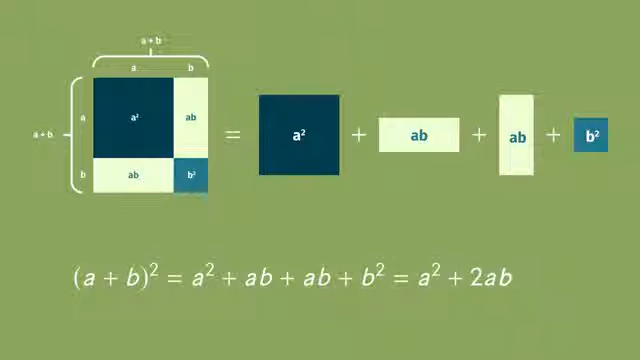 a + b
a b
a + b
a a² ab = a² + ab + ab + b²
b ab b²
(a + b)² = a² + ab + ab + b² = a² + 2ab